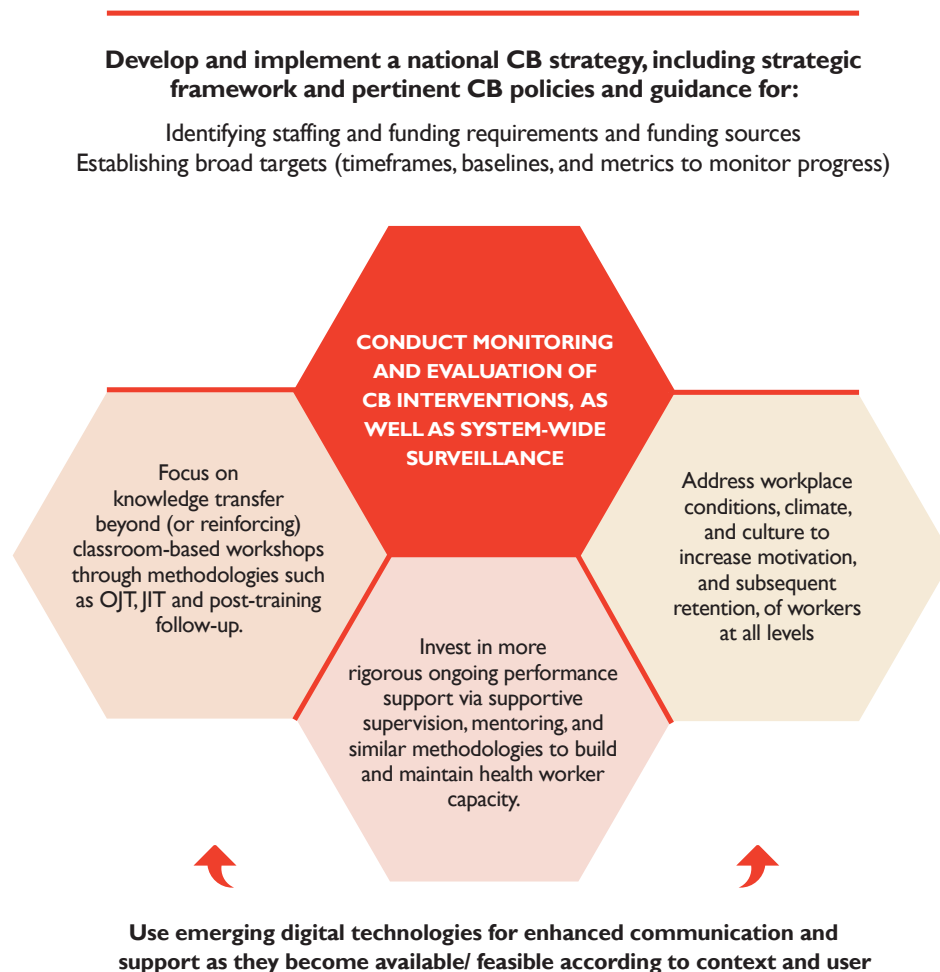 Develop and implement a national CB strategy, including strategic
framework and pertinent CB policies and guidance for:
Identifying staffing and funding requirements and funding sources
Establishing broad targets (timeframes, baselines, and metrics to monitor progress)
CONDUCT MONITORING
AND EVALUATION OF
CB INTERVENTIONS, AS
WELL AS SYSTEM-WIDE
SURVEILLANCE
Focus on
knowledge transfer
beyond (or reinforcing)
classroom-based workshops
through methodologies such
as OJT, JIT and post-training
follow-up.
Address workplace
conditions, climate,
and culture to
increase motivation,
and subsequent
retention, of workers
at all levels
Invest in more
rigorous ongoing performance
support via supportive
supervision, mentoring, and
similar methodologies to build
and maintain health worker
capacity.
Use emerging digital technologies for enhanced communication and
support as they become available/ feasible according to context and user